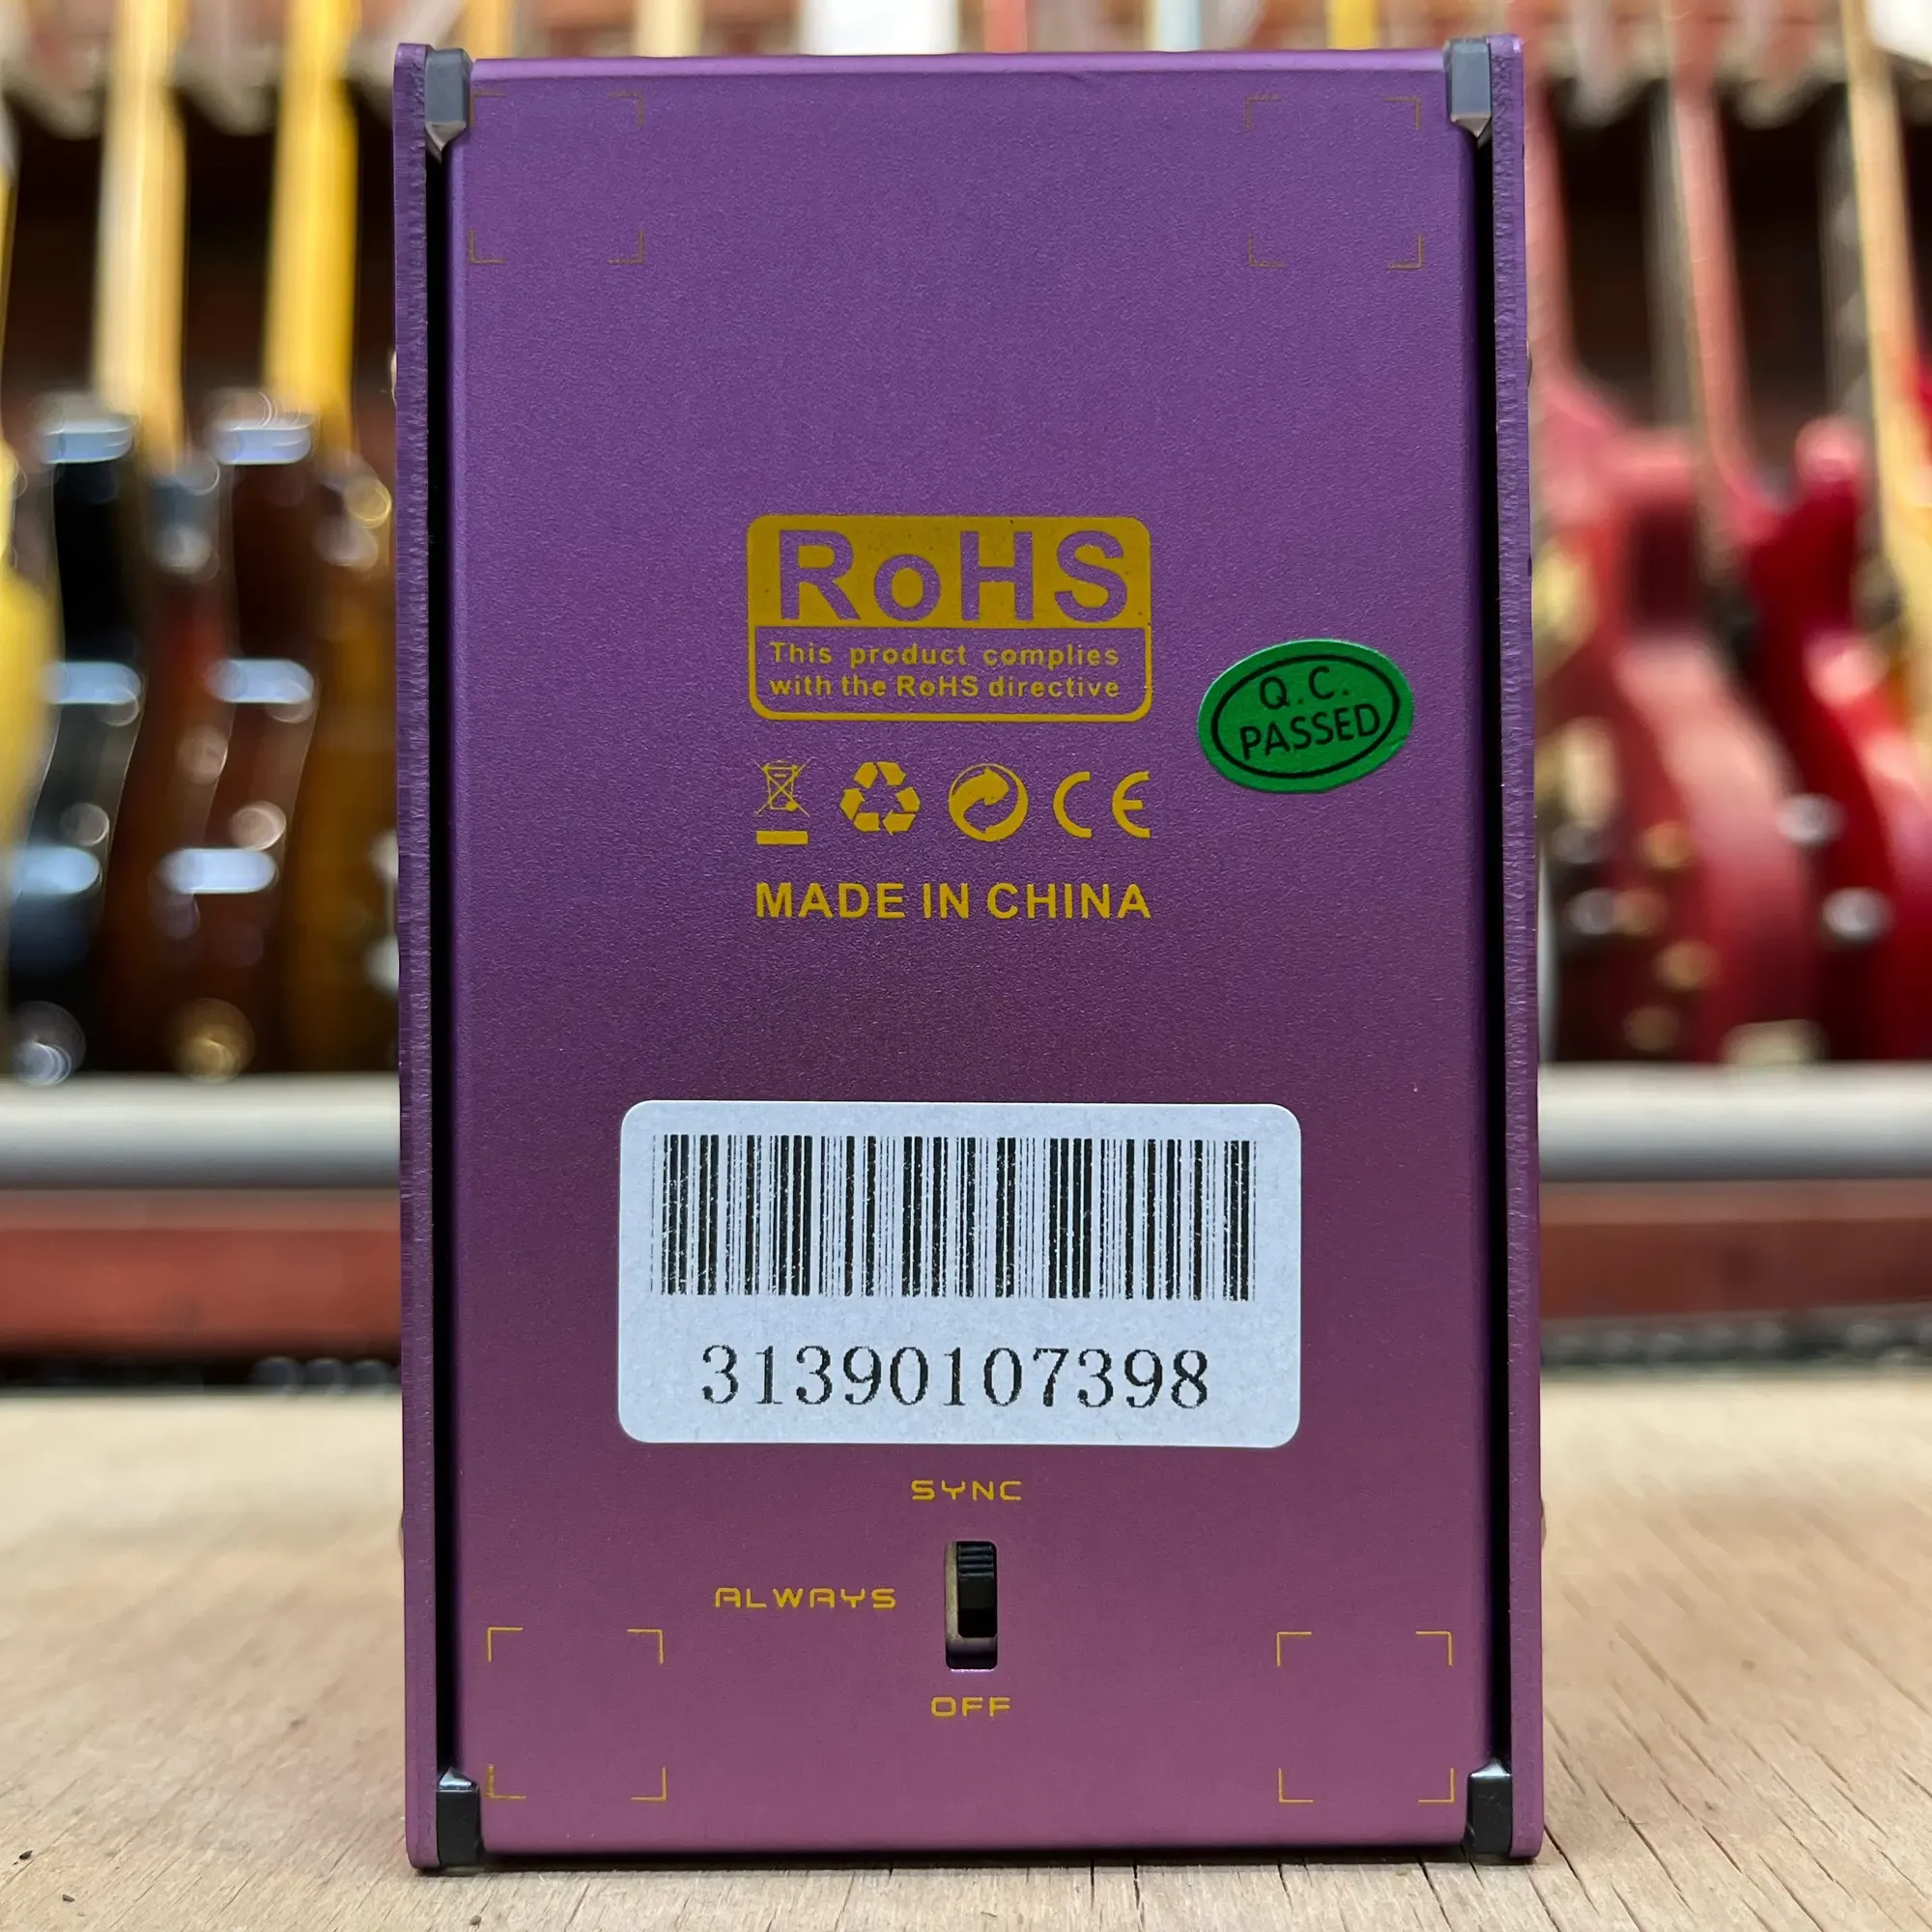 RoHS
This product complies
with the RoHS directive
Q.C.
PASSED
CE
MADE IN CHINA
31390107398
SYNC
ALWAYS
OFF